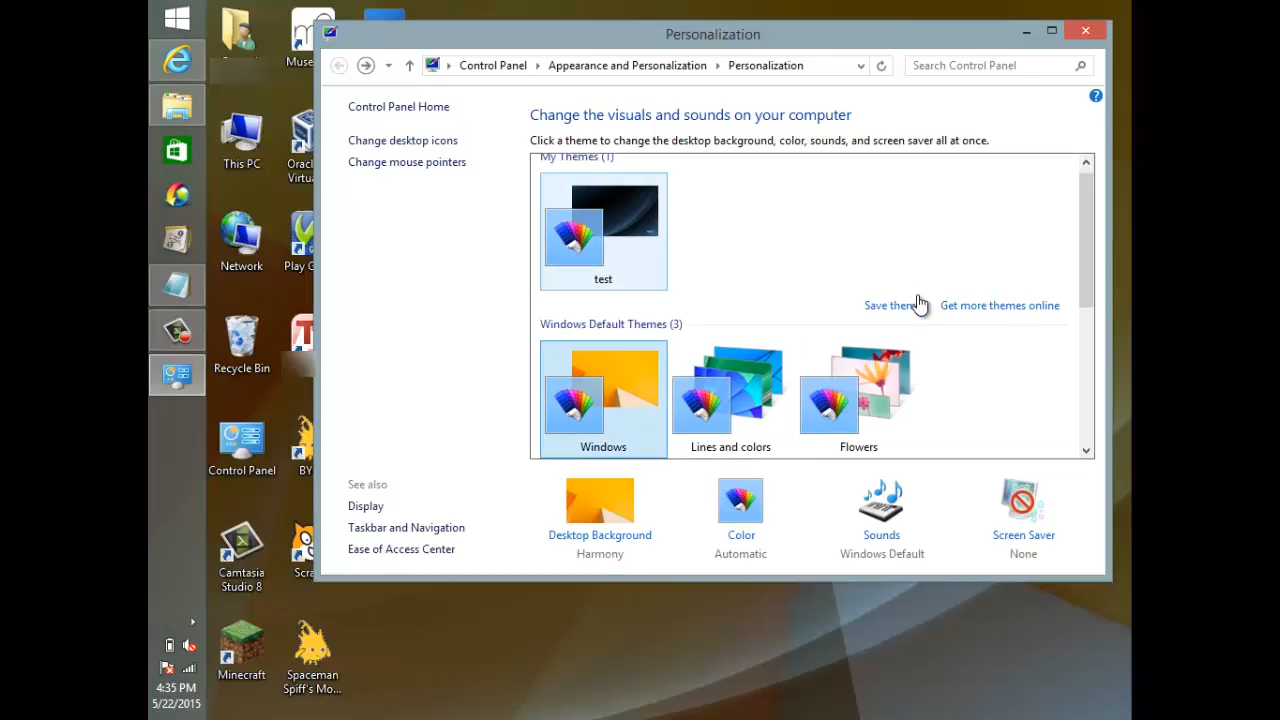 Personalization
Control Panel
Appearance and Personalization
Personalization
Search Control Panel
?
Control Panel Home
Change desktop icons
Change mouse pointers
Change the visuals and sounds on your computer
Click a theme to change the desktop background, color, sounds, and screen saver all at once.
My Themes (1)
test
Save
Get more themes online
Windows Default Themes (3)
Windows
Lines and colors
Flowers
See also
Display
Taskbar and Navigation
Ease of Access Center
Desktop Background
Harmony
Color
Automatic
Sounds
Windows Default
Screen Saver
None
This PC
Network
Play
Recycle Bin
Control Panel
Camtasia
Studio 8
Minecraft
Spaceman
Spiff's Mo...
4:35 PM
5/22/2015